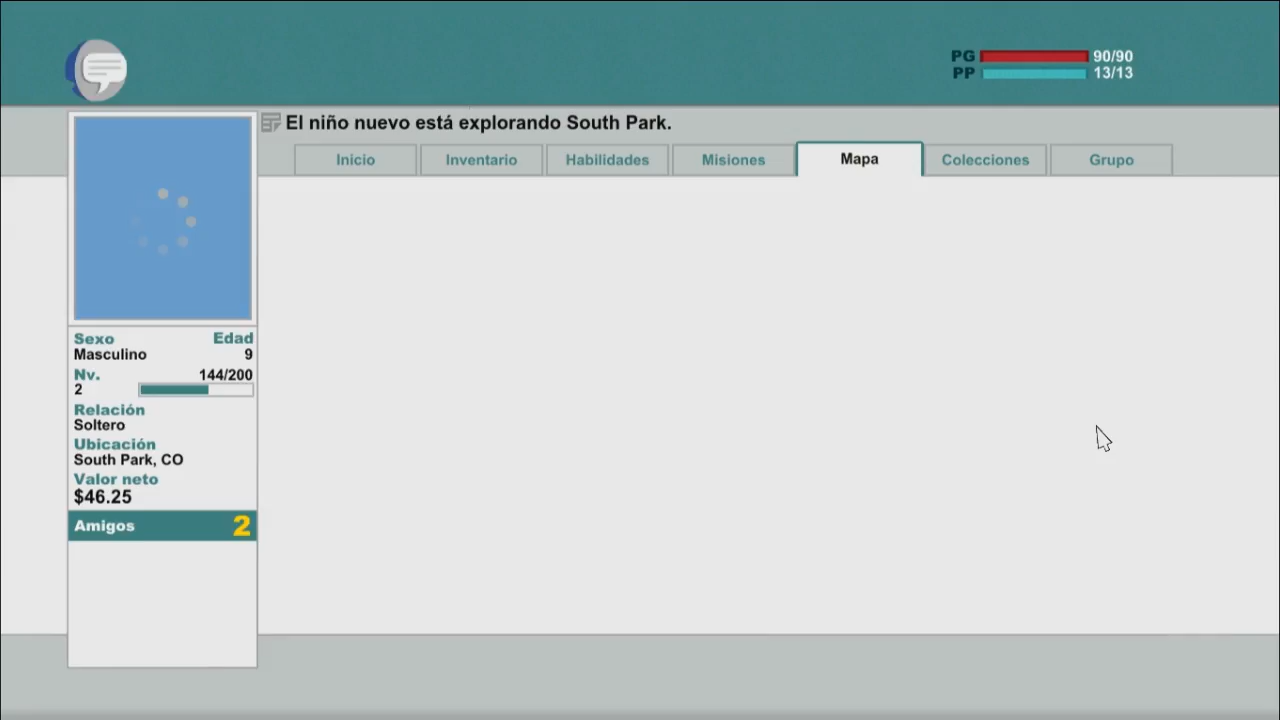 PG 90/90
PP 13/13
El niño nuevo está explorando South Park.
Inicio Inventario Habilidades Misiones Mapa Colecciones Grupo
Sexo Edad
Masculino 9
Nv. 144/200
2
Relación
Soltero
Ubicación
South Park, CO
Valor neto
$46.25
Amigos 2